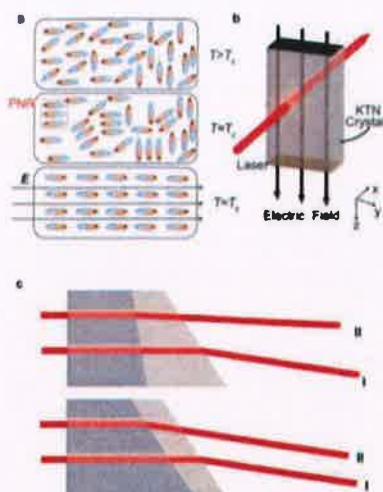 a
T>Tc
PNR
T≈Tc
E
T≈Tc
b
KTN
Crystal
Laser
Electric Field
x
y
z
c
II
I
II
I